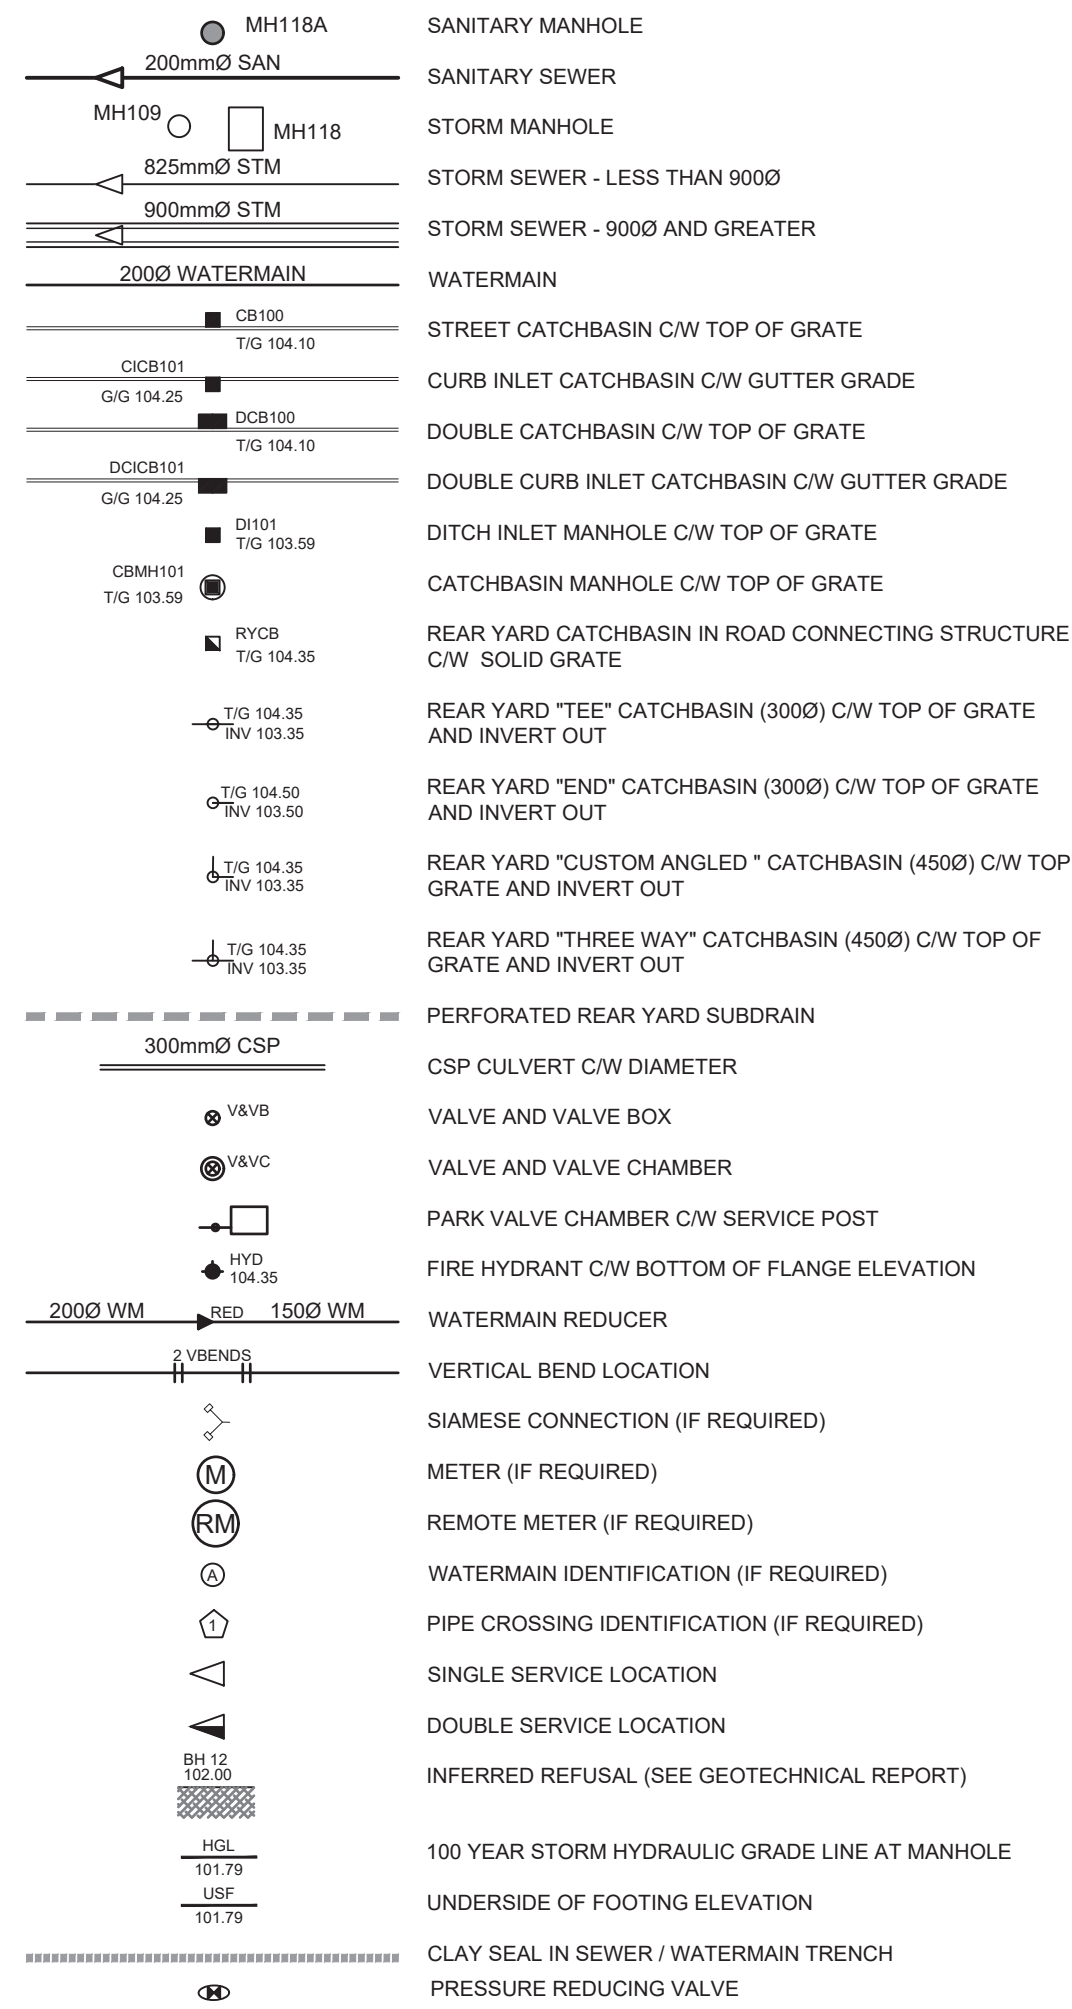 MH118A SANITARY MANHOLE
200mmØ SAN SANITARY SEWER
MH109 MH118 STORM MANHOLE
825mmØ STM STORM SEWER - LESS THAN 900Ø
900mmØ STM STORM SEWER - 900Ø AND GREATER
200Ø WATERMAIN WATERMAIN
CB100
T/G 104.10
STREET CATCHBASIN C/W TOP OF GRATE
CICB101
G/G 104.25
CURB INLET CATCHBASIN C/W GUTTER GRADE
DCB100
T/G 104.10
DOUBLE CATCHBASIN C/W TOP OF GRATE
DCICB101
G/G 104.25
DOUBLE CURB INLET CATCHBASIN C/W GUTTER GRADE
DI101
T/G 103.59
DITCH INLET MANHOLE C/W TOP OF GRATE
CBMH101
T/G 103.59
CATCHBASIN MANHOLE C/W TOP OF GRATE
RYCB
T/G 104.35
REAR YARD CATCHBASIN IN ROAD CONNECTING STRUCTURE
C/W SOLID GRATE
T/G 104.35
INV 103.35
REAR YARD "TEE" CATCHBASIN (300Ø) C/W TOP OF GRATE
AND INVERT OUT
T/G 104.50
INV 103.50
REAR YARD "END" CATCHBASIN (300Ø) C/W TOP OF GRATE
AND INVERT OUT
T/G 104.35
INV 103.35
REAR YARD "CUSTOM ANGLED " CATCHBASIN (450Ø) C/W TOP
GRATE AND INVERT OUT
T/G 104.35
INV 103.35
REAR YARD "THREE WAY" CATCHBASIN (450Ø) C/W TOP OF
GRATE AND INVERT OUT
PERFORATED REAR YARD SUBDRAIN
300mmØ CSP CSP CULVERT C/W DIAMETER
V&VB VALVE AND VALVE BOX
V&VC VALVE AND VALVE CHAMBER
PARK VALVE CHAMBER C/W SERVICE POST
HYD
104.35
FIRE HYDRANT C/W BOTTOM OF FLANGE ELEVATION
200Ø WM RED 150Ø WM WATERMAIN REDUCER
2 VBENDS VERTICAL BEND LOCATION
SIAMESE CONNECTION (IF REQUIRED)
M METER (IF REQUIRED)
RM REMOTE METER (IF REQUIRED)
A WATERMAIN IDENTIFICATION (IF REQUIRED)
1 PIPE CROSSING IDENTIFICATION (IF REQUIRED)
SINGLE SERVICE LOCATION
DOUBLE SERVICE LOCATION
BH 12
102.00
INFERRED REFUSAL (SEE GEOTECHNICAL REPORT)
HGL
101.79
100 YEAR STORM HYDRAULIC GRADE LINE AT MANHOLE
USF
101.79
UNDERSIDE OF FOOTING ELEVATION
CLAY SEAL IN SEWER / WATERMAIN TRENCH
PRESSURE REDUCING VALVE